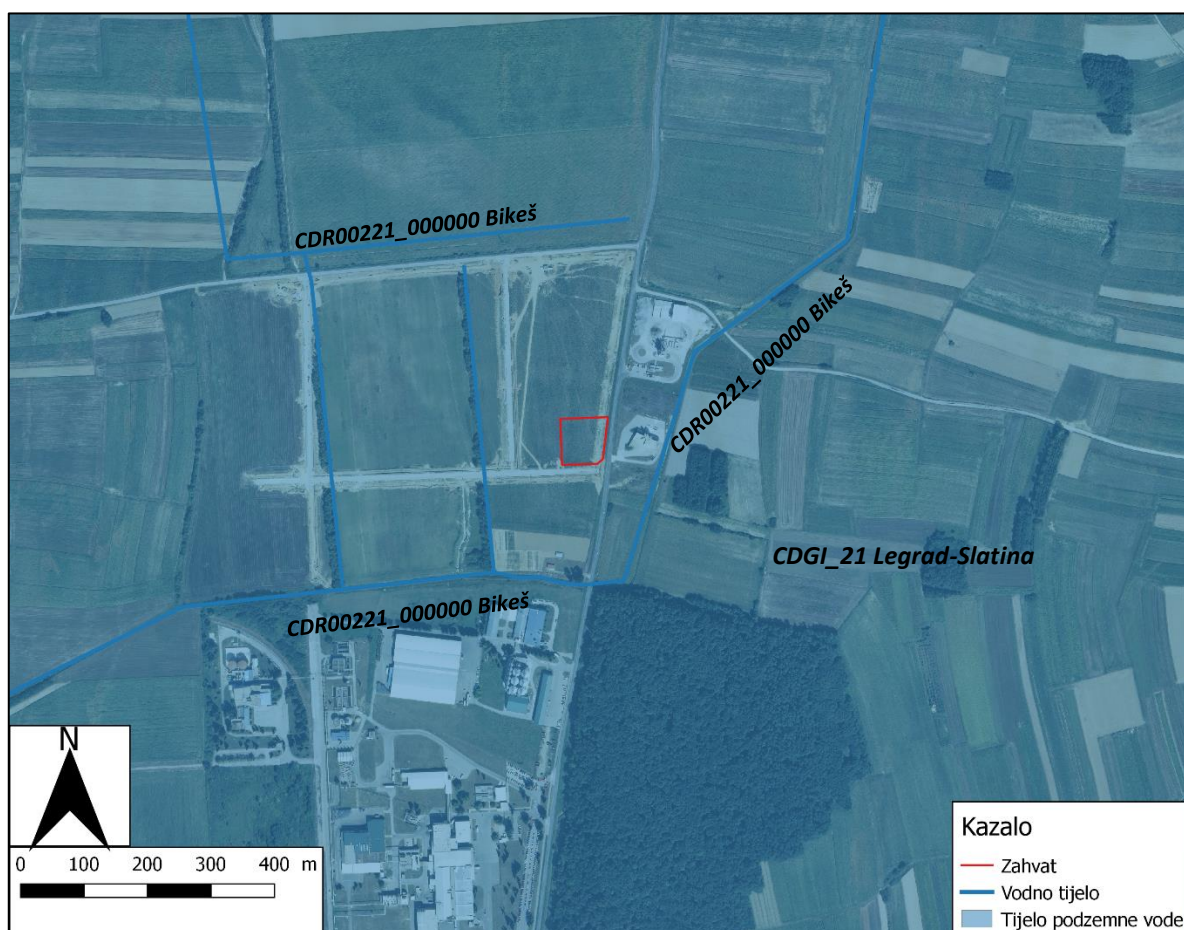 CDR00221_000000 Bikeš
CDR00221_000000 Bikeš
CDGI_21 Legrad-Slatina
CDR00221_000000 Bikeš
N
0 100 200 300 400 m
Kazalo
Zahvat
Vodno tijelo
Tijelo podzemne vode